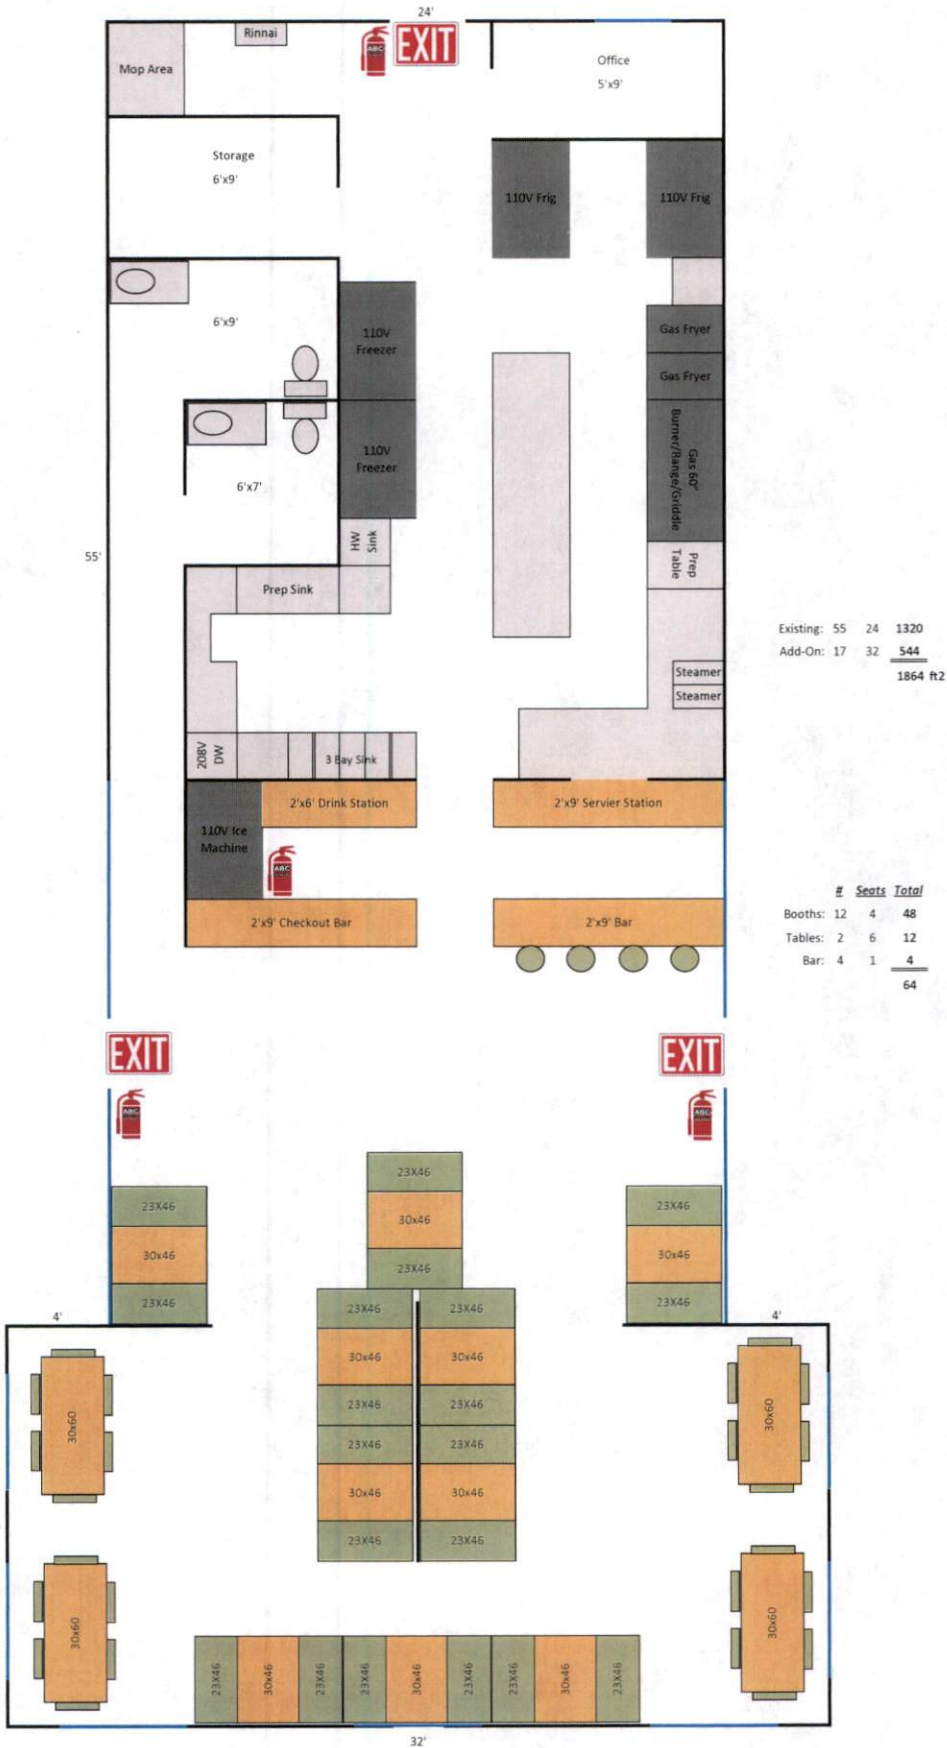 24'
Rinnai
ABC
EXIT
Mop Area
Office
5'x9'
Storage
6'x9'
110V Frig
110V Frig
6'x9'
110V
Freezer
Gas Fryer
Gas Fryer
110V
Freezer
Gas 60"
Burner/Range/Griddle
6'x7'
HW
Sink
Prep
Table
55'
Prep Sink
Existing: 55 24 1320
Add-On: 17 32 544
1864 ft2
Steamer
Steamer
208V
DW
3 Bay Sink
2'x6' Drink Station
2'x9' Servier Station
110V Ice
Machine
ABC
# Seats Total
Booths: 12 4 48
Tables: 2 6 12
Bar: 4 1 4
64
2'x9' Checkout Bar
2'x9' Bar
EXIT
EXIT
ABC
ABC
23X46
30x46
23X46
23X46
30x46
23X46
23X46
30x46
23X46
4'
4'
23X46
23X46
30x46
30x46
23X46
23X46
23X46
23X46
30x46
30x46
23X46
23X46
30x60
30x60
30x60
30x60
23X46
30x46
23X46
23X46
30x46
23X46
23X46
30x46
23X46
32'